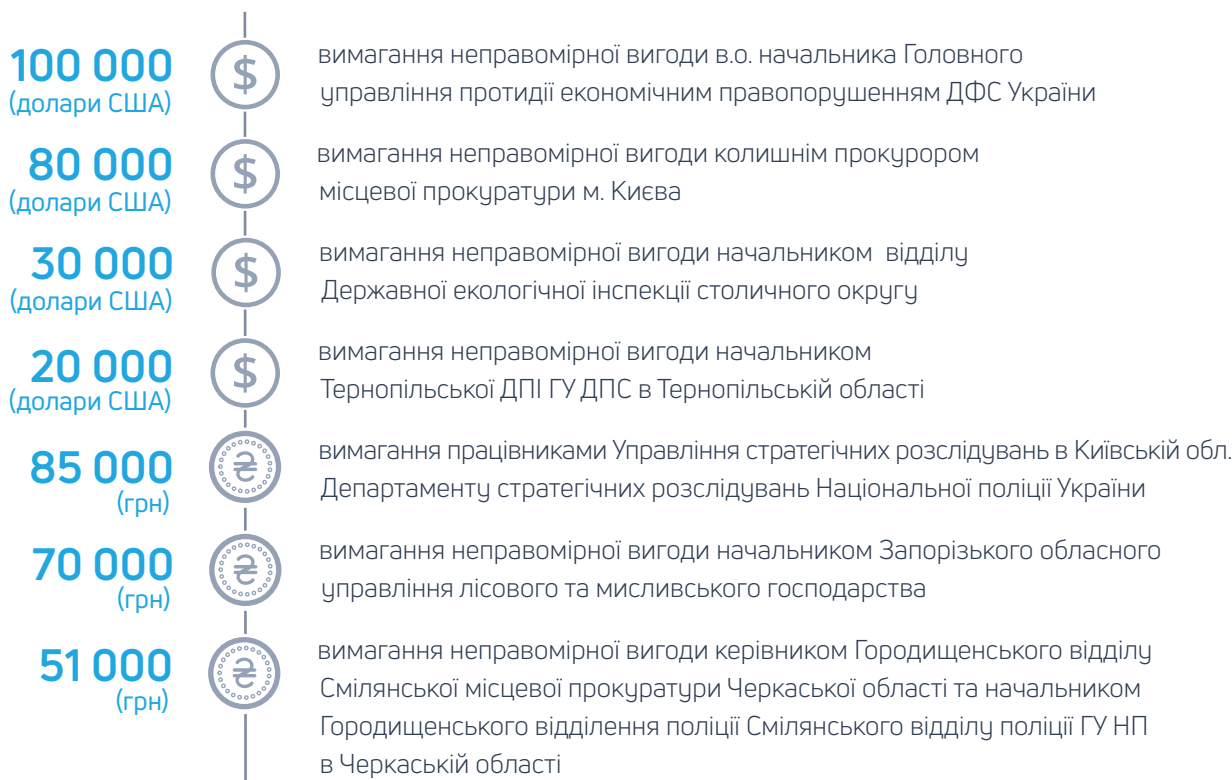 100 000
(долари США)
вимагання неправомірної вигоди в.о. начальника Головного
управління протидії економічним правопорушенням ДФС України
80 000
(долари США)
вимагання неправомірної вигоди колишнім прокурором
місцевої прокуратури м. Києва
30 000
(долари США)
вимагання неправомірної вигоди начальником відділу
Державної екологічної інспекції столичного округу
20 000
(долари США)
вимагання неправомірної вигоди начальником
Тернопільської ДПІ ГУ ДПС в Тернопільській області
85 000
(грн)
вимагання працівниками Управління стратегічних розслідувань в Київській обл.
Департаменту стратегічних розслідувань Національної поліції України
70 000
(грн)
вимагання неправомірної вигоди начальником Запорізького обласного
управління лісового та мисливського господарства
51 000
(грн)
вимагання неправомірної вигоди керівником Городищенського відділу
Смілянської місцевої прокуратури Черкаської області та начальником
Городищенського відділення поліції Смілянського відділу поліції ГУ НП
в Черкаській області